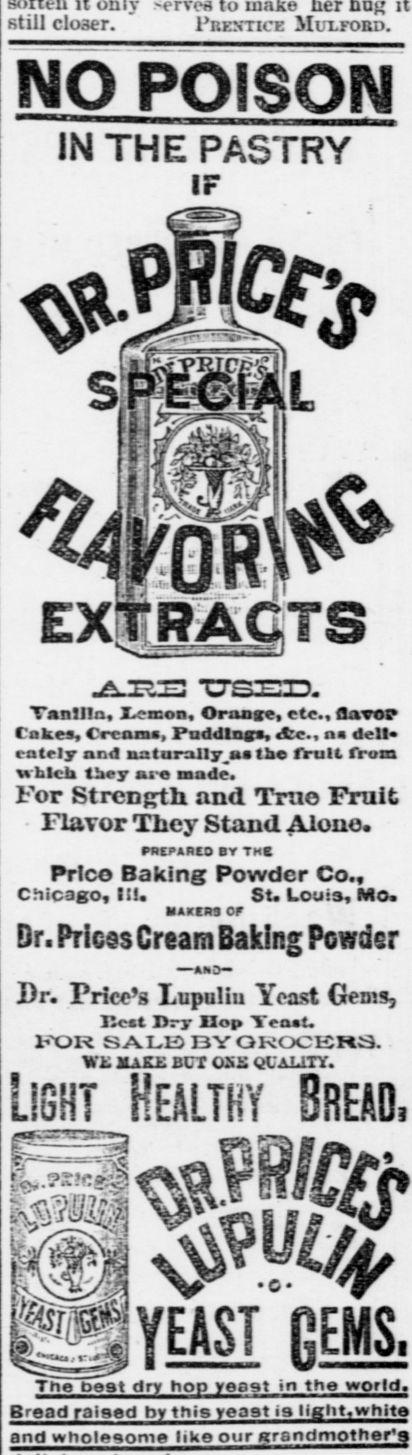 soften it only serves to make her hug it
still closer. PRENTICE MULFORD.
NO POISON
IN THE PASTRY
IF
DR. PRICE'S
SPECIAL
FLAVORING
EXTRACTS
ARE USED.
Vanilla, Lemon, Orange, etc., flavor
Cakes, Creams, Puddings, &c., as deli-
cately and naturally as the fruit from
which they are made.
For Strength and True Fruit
Flavor They Stand Alone.
PREPARED BY THE
Price Baking Powder Co.,
Chicago, Ill. St. Louis, Mo.
MAKERS OF
Dr. Prices Cream Baking Powder
—AND—
Dr. Price's Lupulin Yeast Gems,
Best Dry Hop Yeast.
FOR SALE BY GROCERS.
WE MAKE BUT ONE QUALITY.
LIGHT HEALTHY BREAD,
DR. PRICE'S
LUPULIN
YEAST GEMS
DR. PRICE'S
LUPULIN
YEAST GEMS.
The best dry hop yeast in the world.
Bread raised by this yeast is light, white
and wholesome like our grandmother's